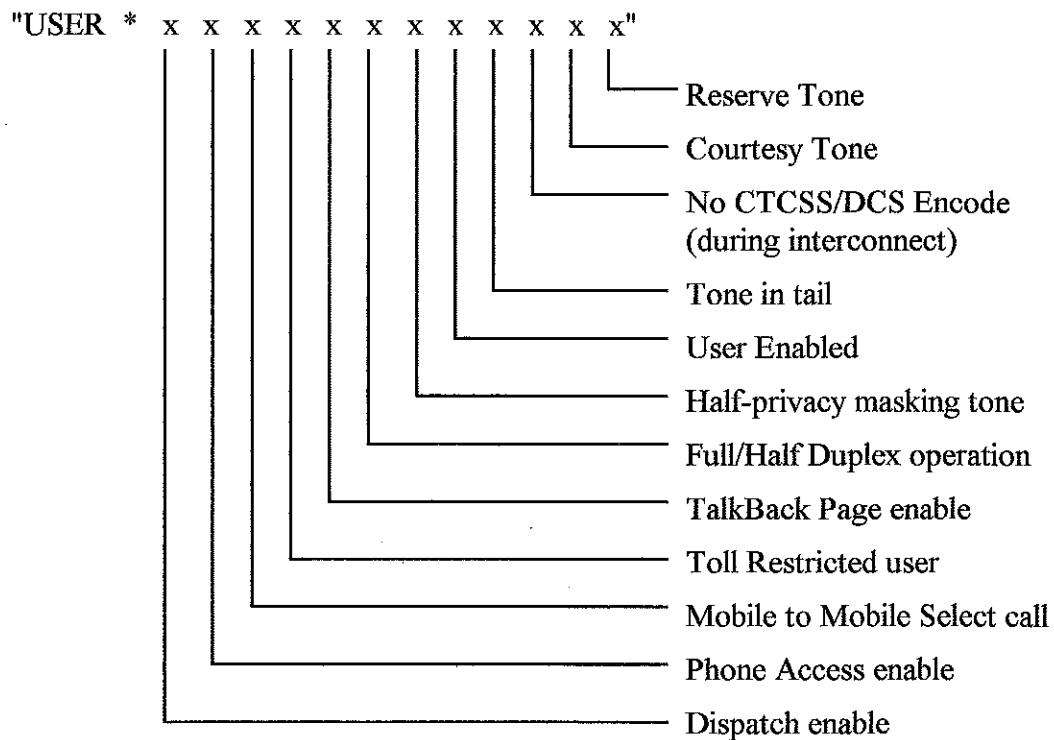 "USER * x x x x x x x x x x x x"
Reserve Tone
Courtesy Tone
No CTCSS/DCS Encode
(during interconnect)
Tone in tail
User Enabled
Half-privacy masking tone
Full/Half Duplex operation
TalkBack Page enable
Toll Restricted user
Mobile to Mobile Select call
Phone Access enable
Dispatch enable